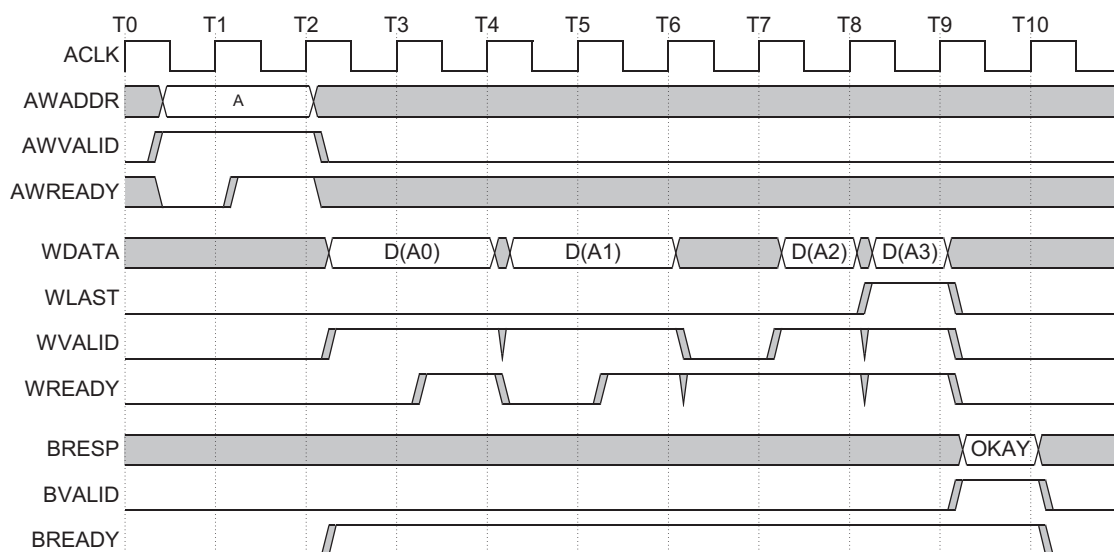 T0 T1 T2 T3 T4 T5 T6 T7 T8 T9 T10
ACLK
AWADDR A
AWVALID
AWREADY
WDATA D(A0) D(A1) D(A2) D(A3)
WLAST
WVALID
WREADY
BRESP OKAY
BVALID
BREADY